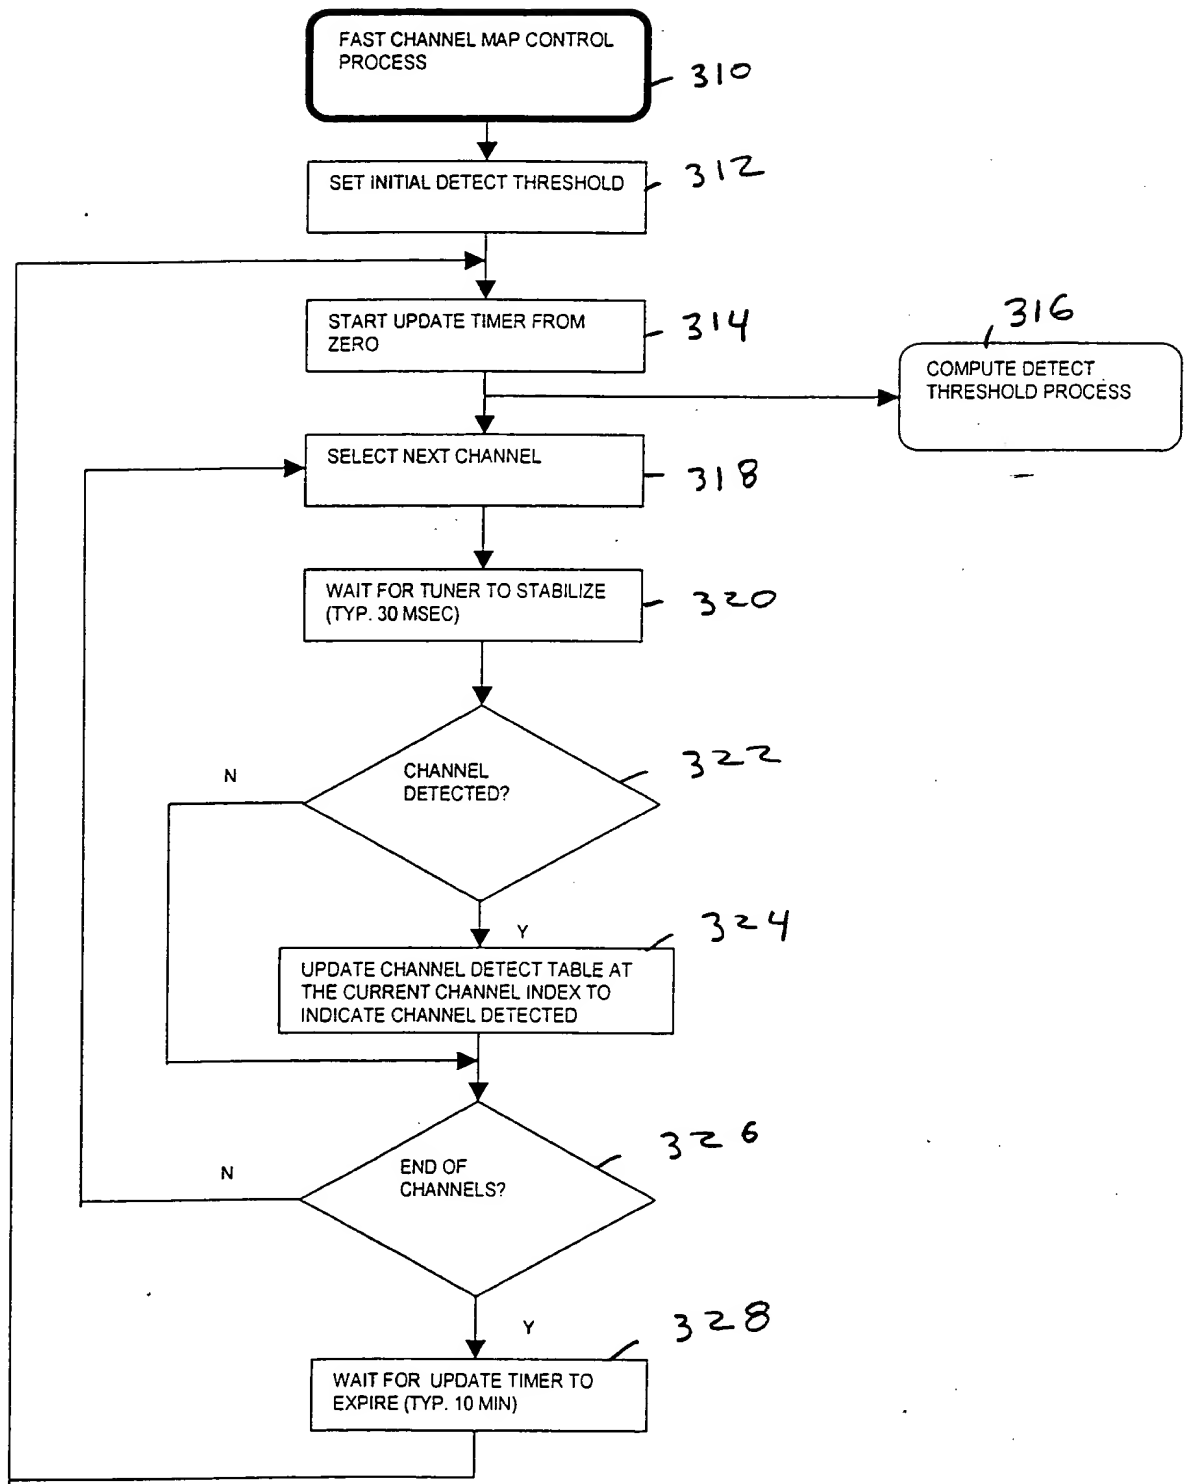 FAST CHANNEL MAP CONTROL
PROCESS
310
SET INITIAL DETECT THRESHOLD
312
START UPDATE TIMER FROM
ZERO
314
316
COMPUTE DETECT
THRESHOLD PROCESS
SELECT NEXT CHANNEL
318
WAIT FOR TUNER TO STABILIZE
(TYP. 30 MSEC)
320
CHANNEL
DETECTED?
322
N
Y
324
UPDATE CHANNEL DETECT TABLE AT
THE CURRENT CHANNEL INDEX TO
INDICATE CHANNEL DETECTED
END OF
CHANNELS?
326
N
Y
328
WAIT FOR UPDATE TIMER TO
EXPIRE (TYP. 10 MIN)